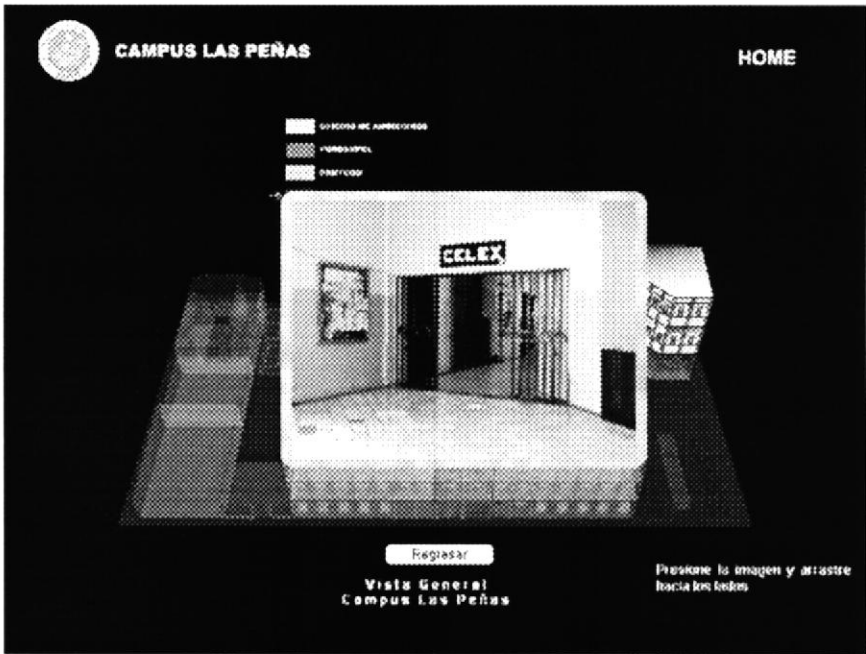 CAMPUS LAS PEÑAS
HOME
CELEX
Regresar
Vista General
Campus Las Peñas
Presione la imagen y arrastre
hacia los lados